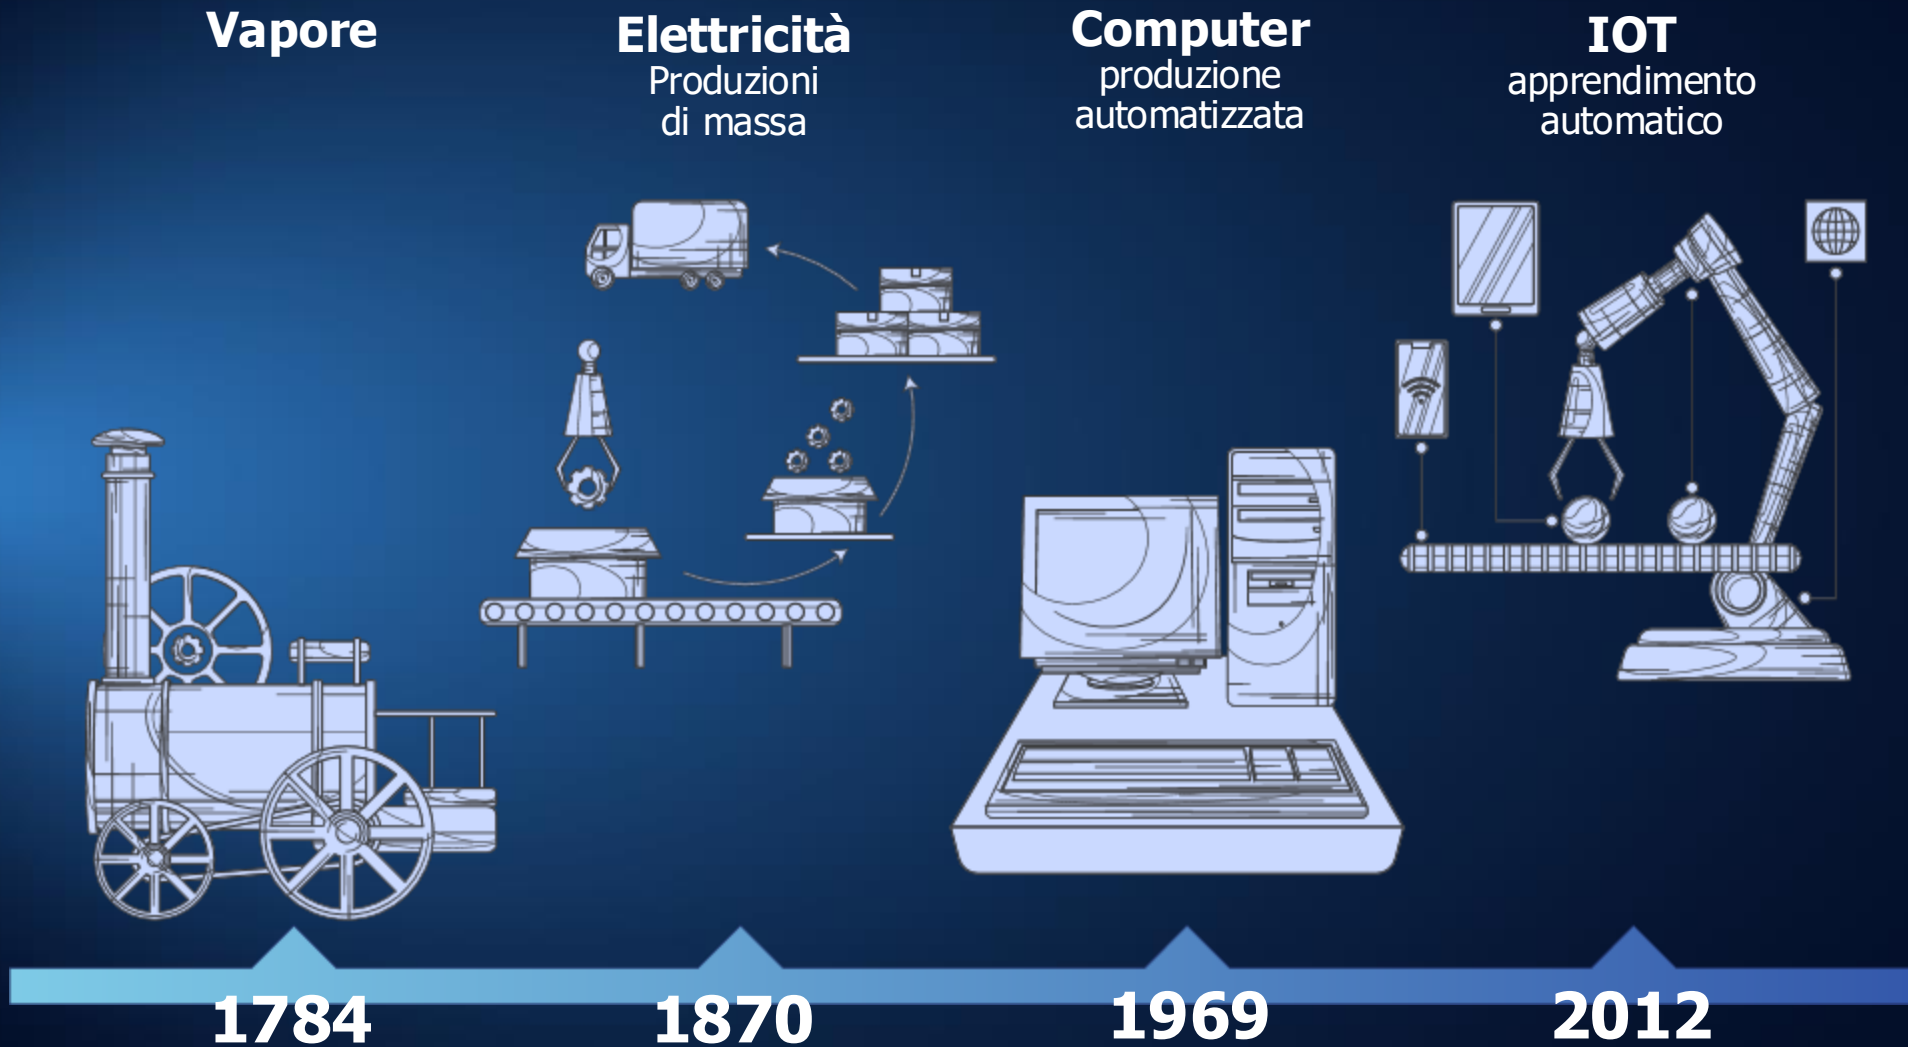 Vapore
Elettricità
Produzioni
di massa
Computer
produzione
automatizzata
IOT
apprendimento
automatico
1784
1870
1969
2012